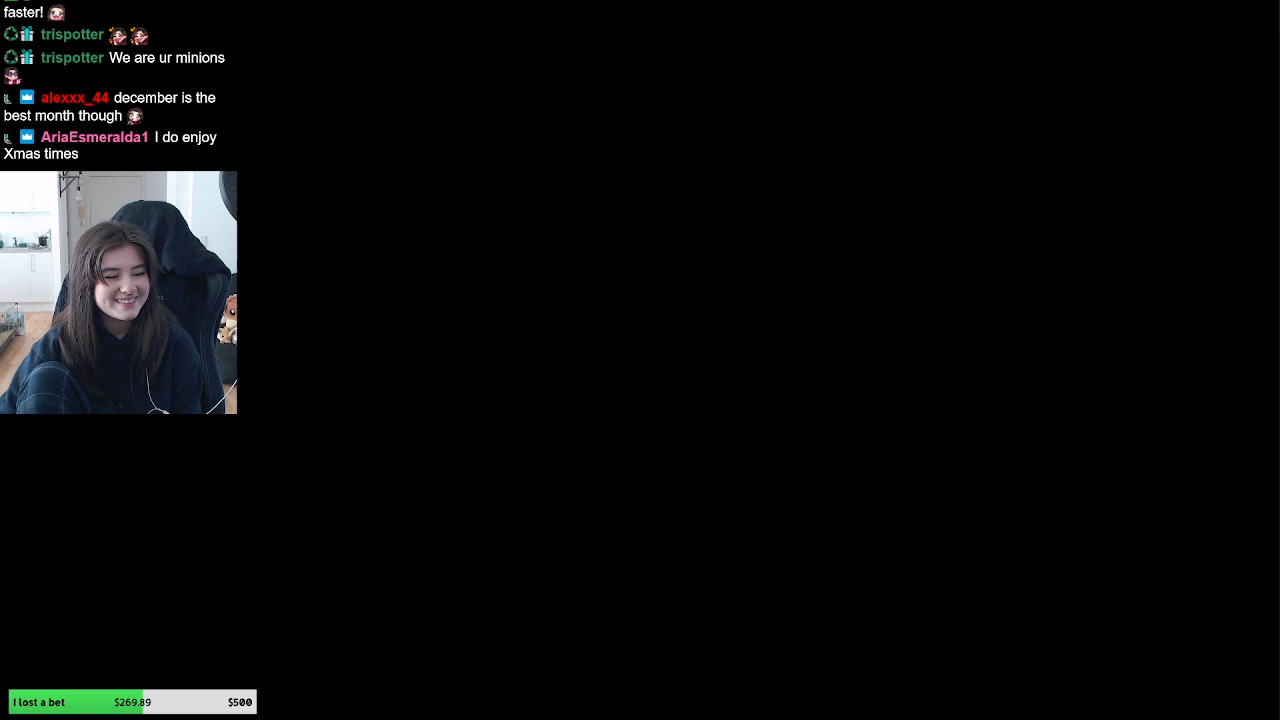 faster!
trispotter
trispotter We are ur minions
alexxx_44 december is the
best month though
AriaEsmeralda1 I do enjoy
Xmas times
I lost a bet $269.89 $500